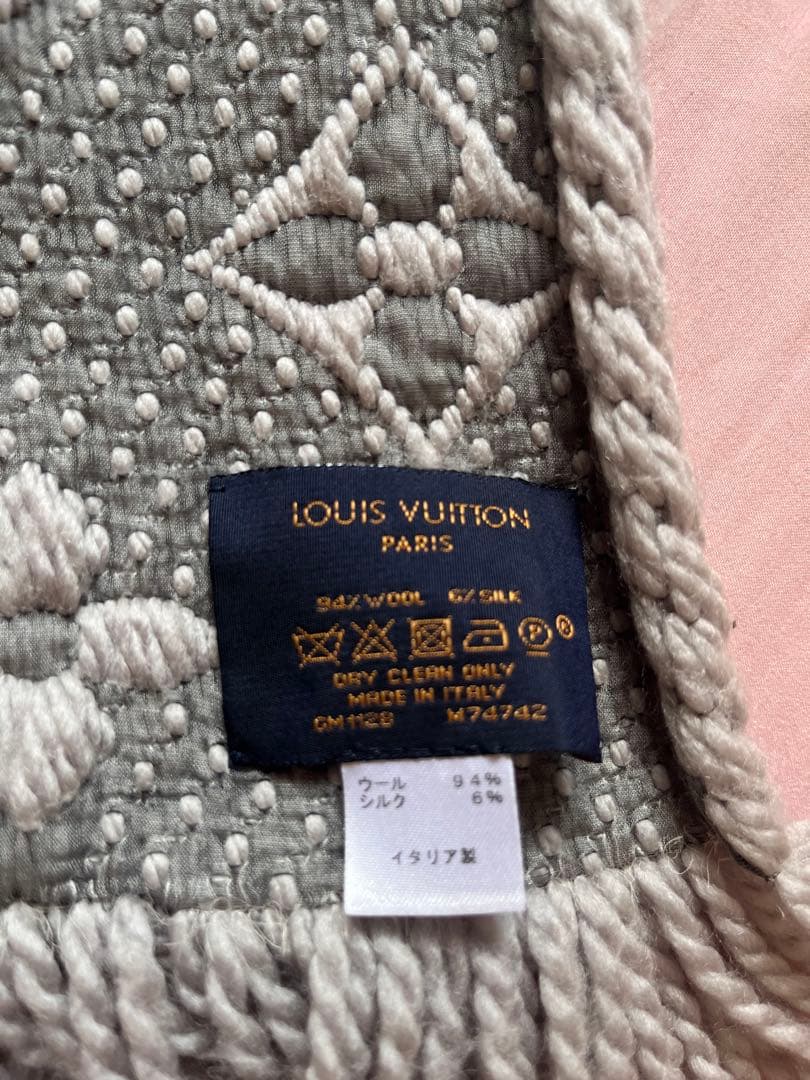 LOUIS VUITTON
PARIS
94% WOOL 6% SILK
P
DRY CLEAN ONLY
MADE IN ITALY
GM1128 M74742
ウール 94%
シルク 6%
イタリア製